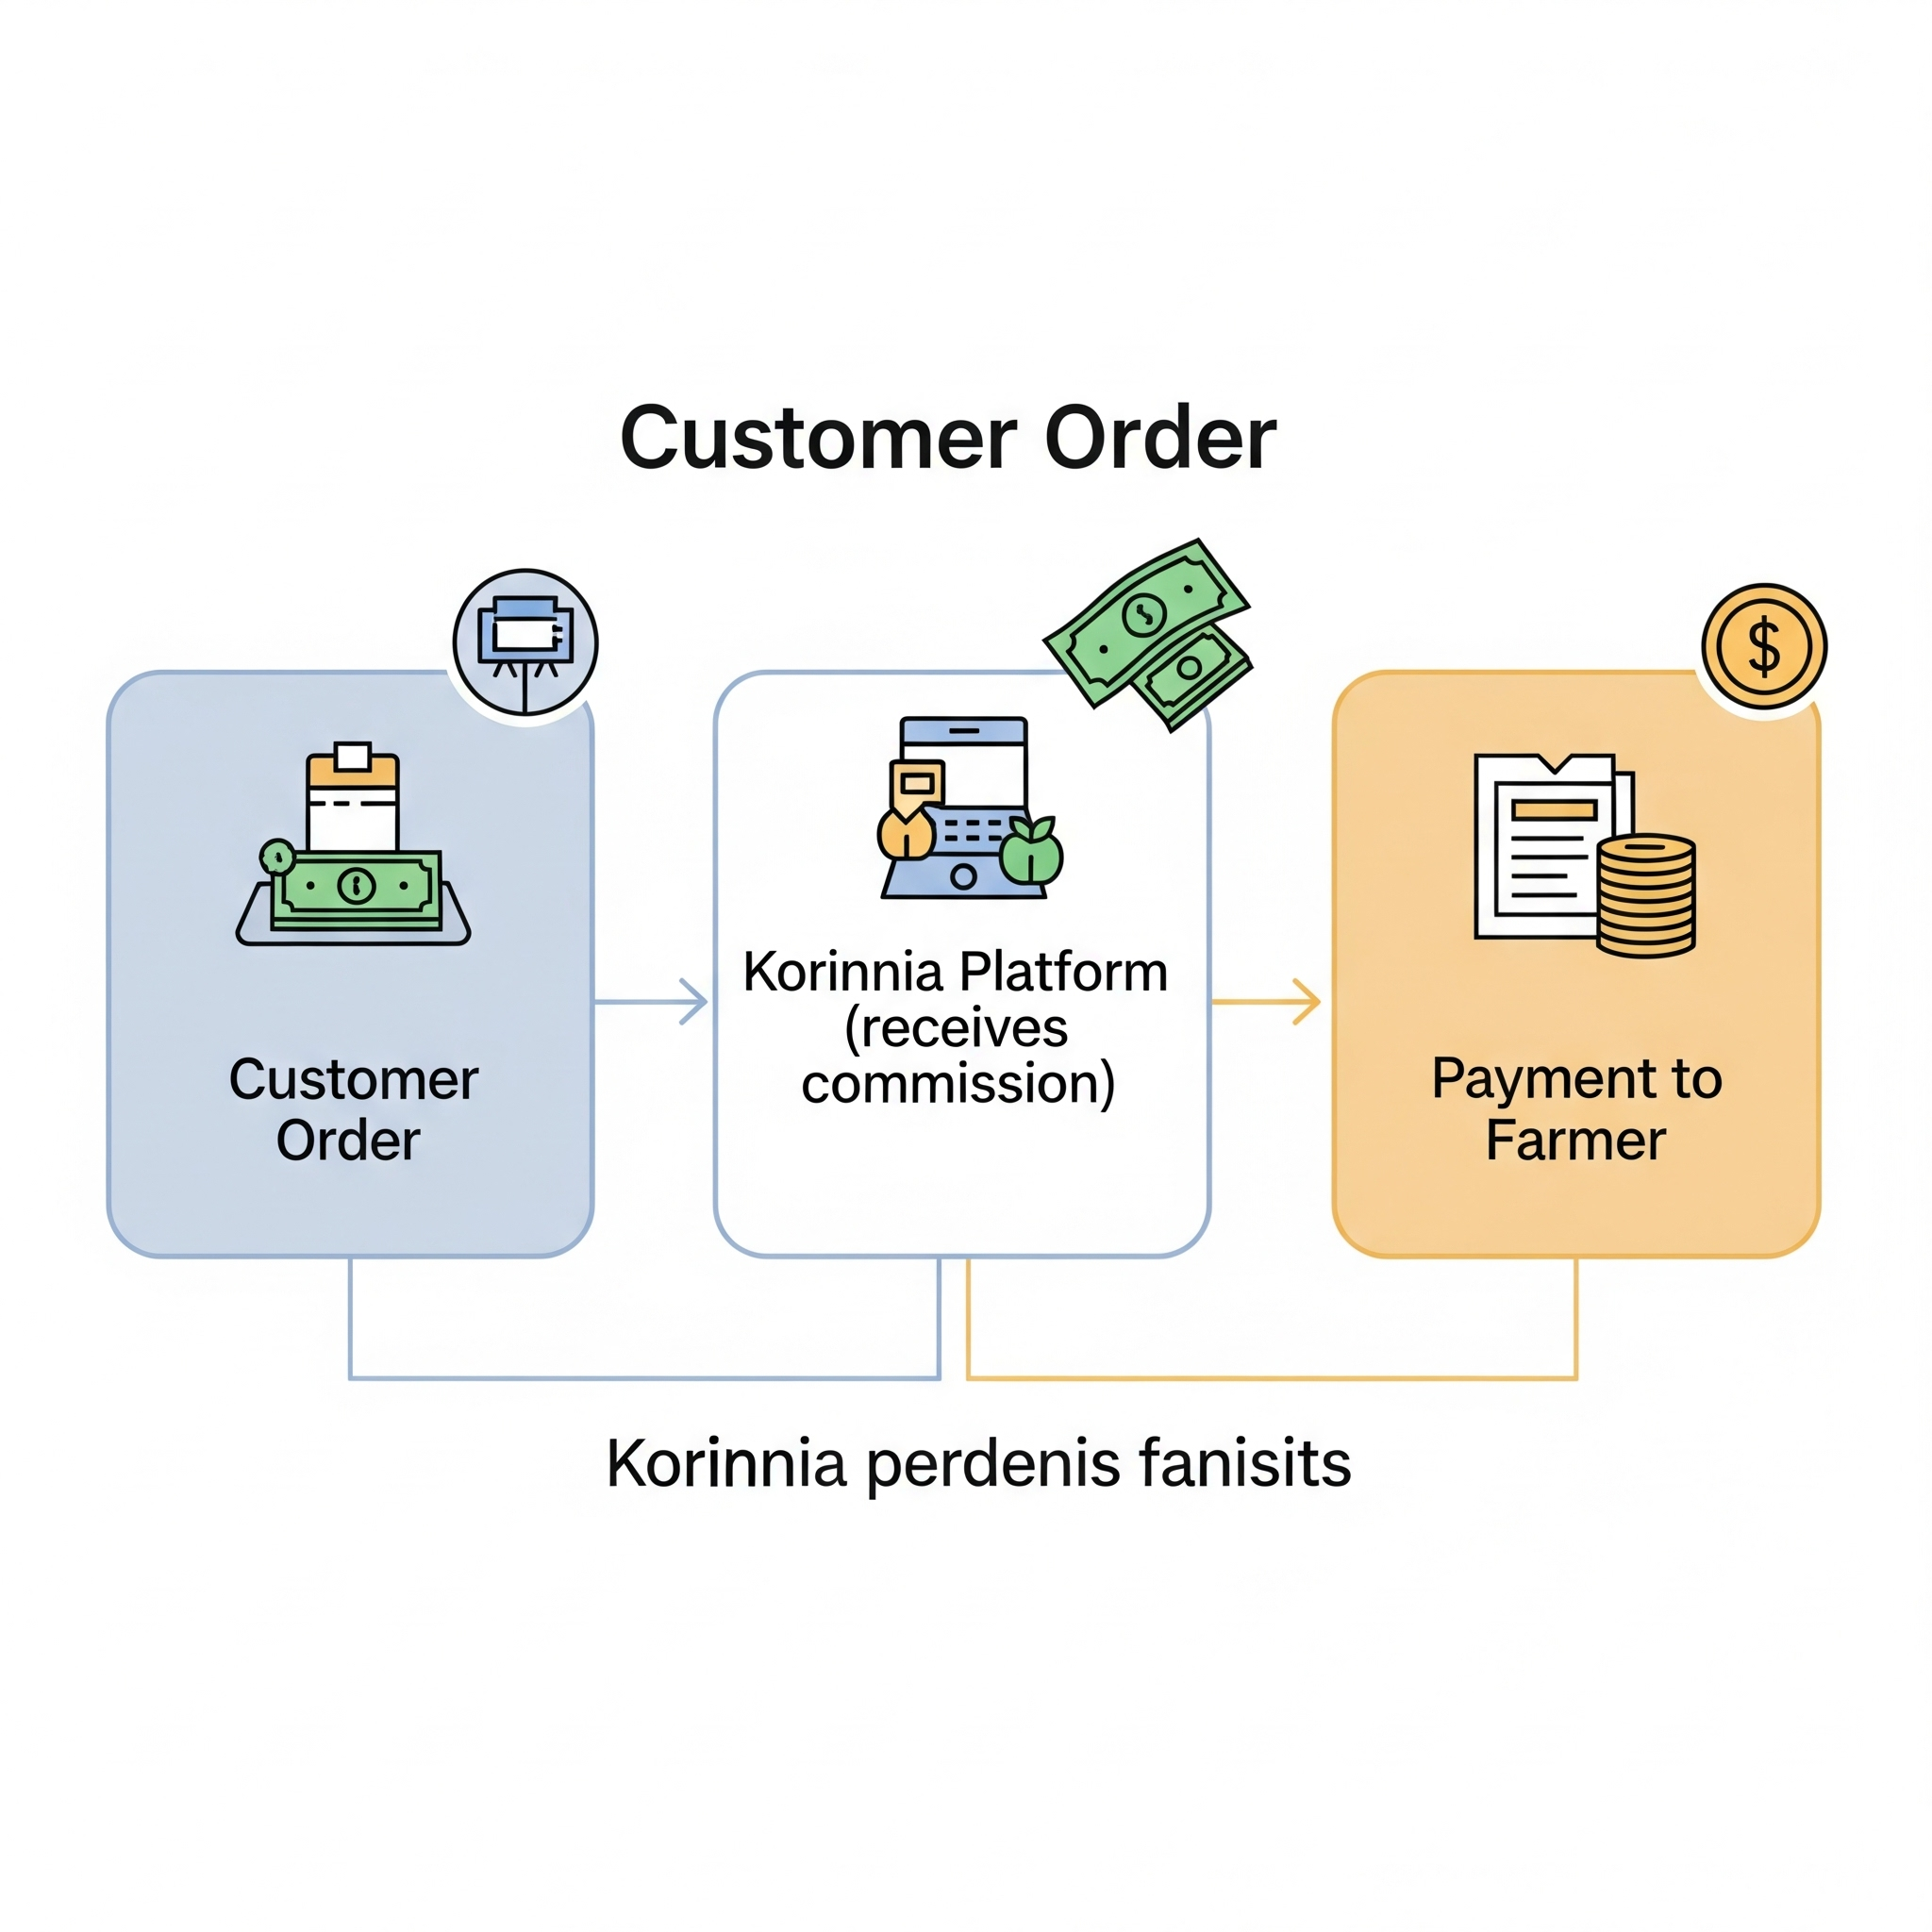 Customer Order
Customer
Order
Korinnia Platform
(receives
commission)
Payment to
Farmer
$
Korinnia perdenis fanisits